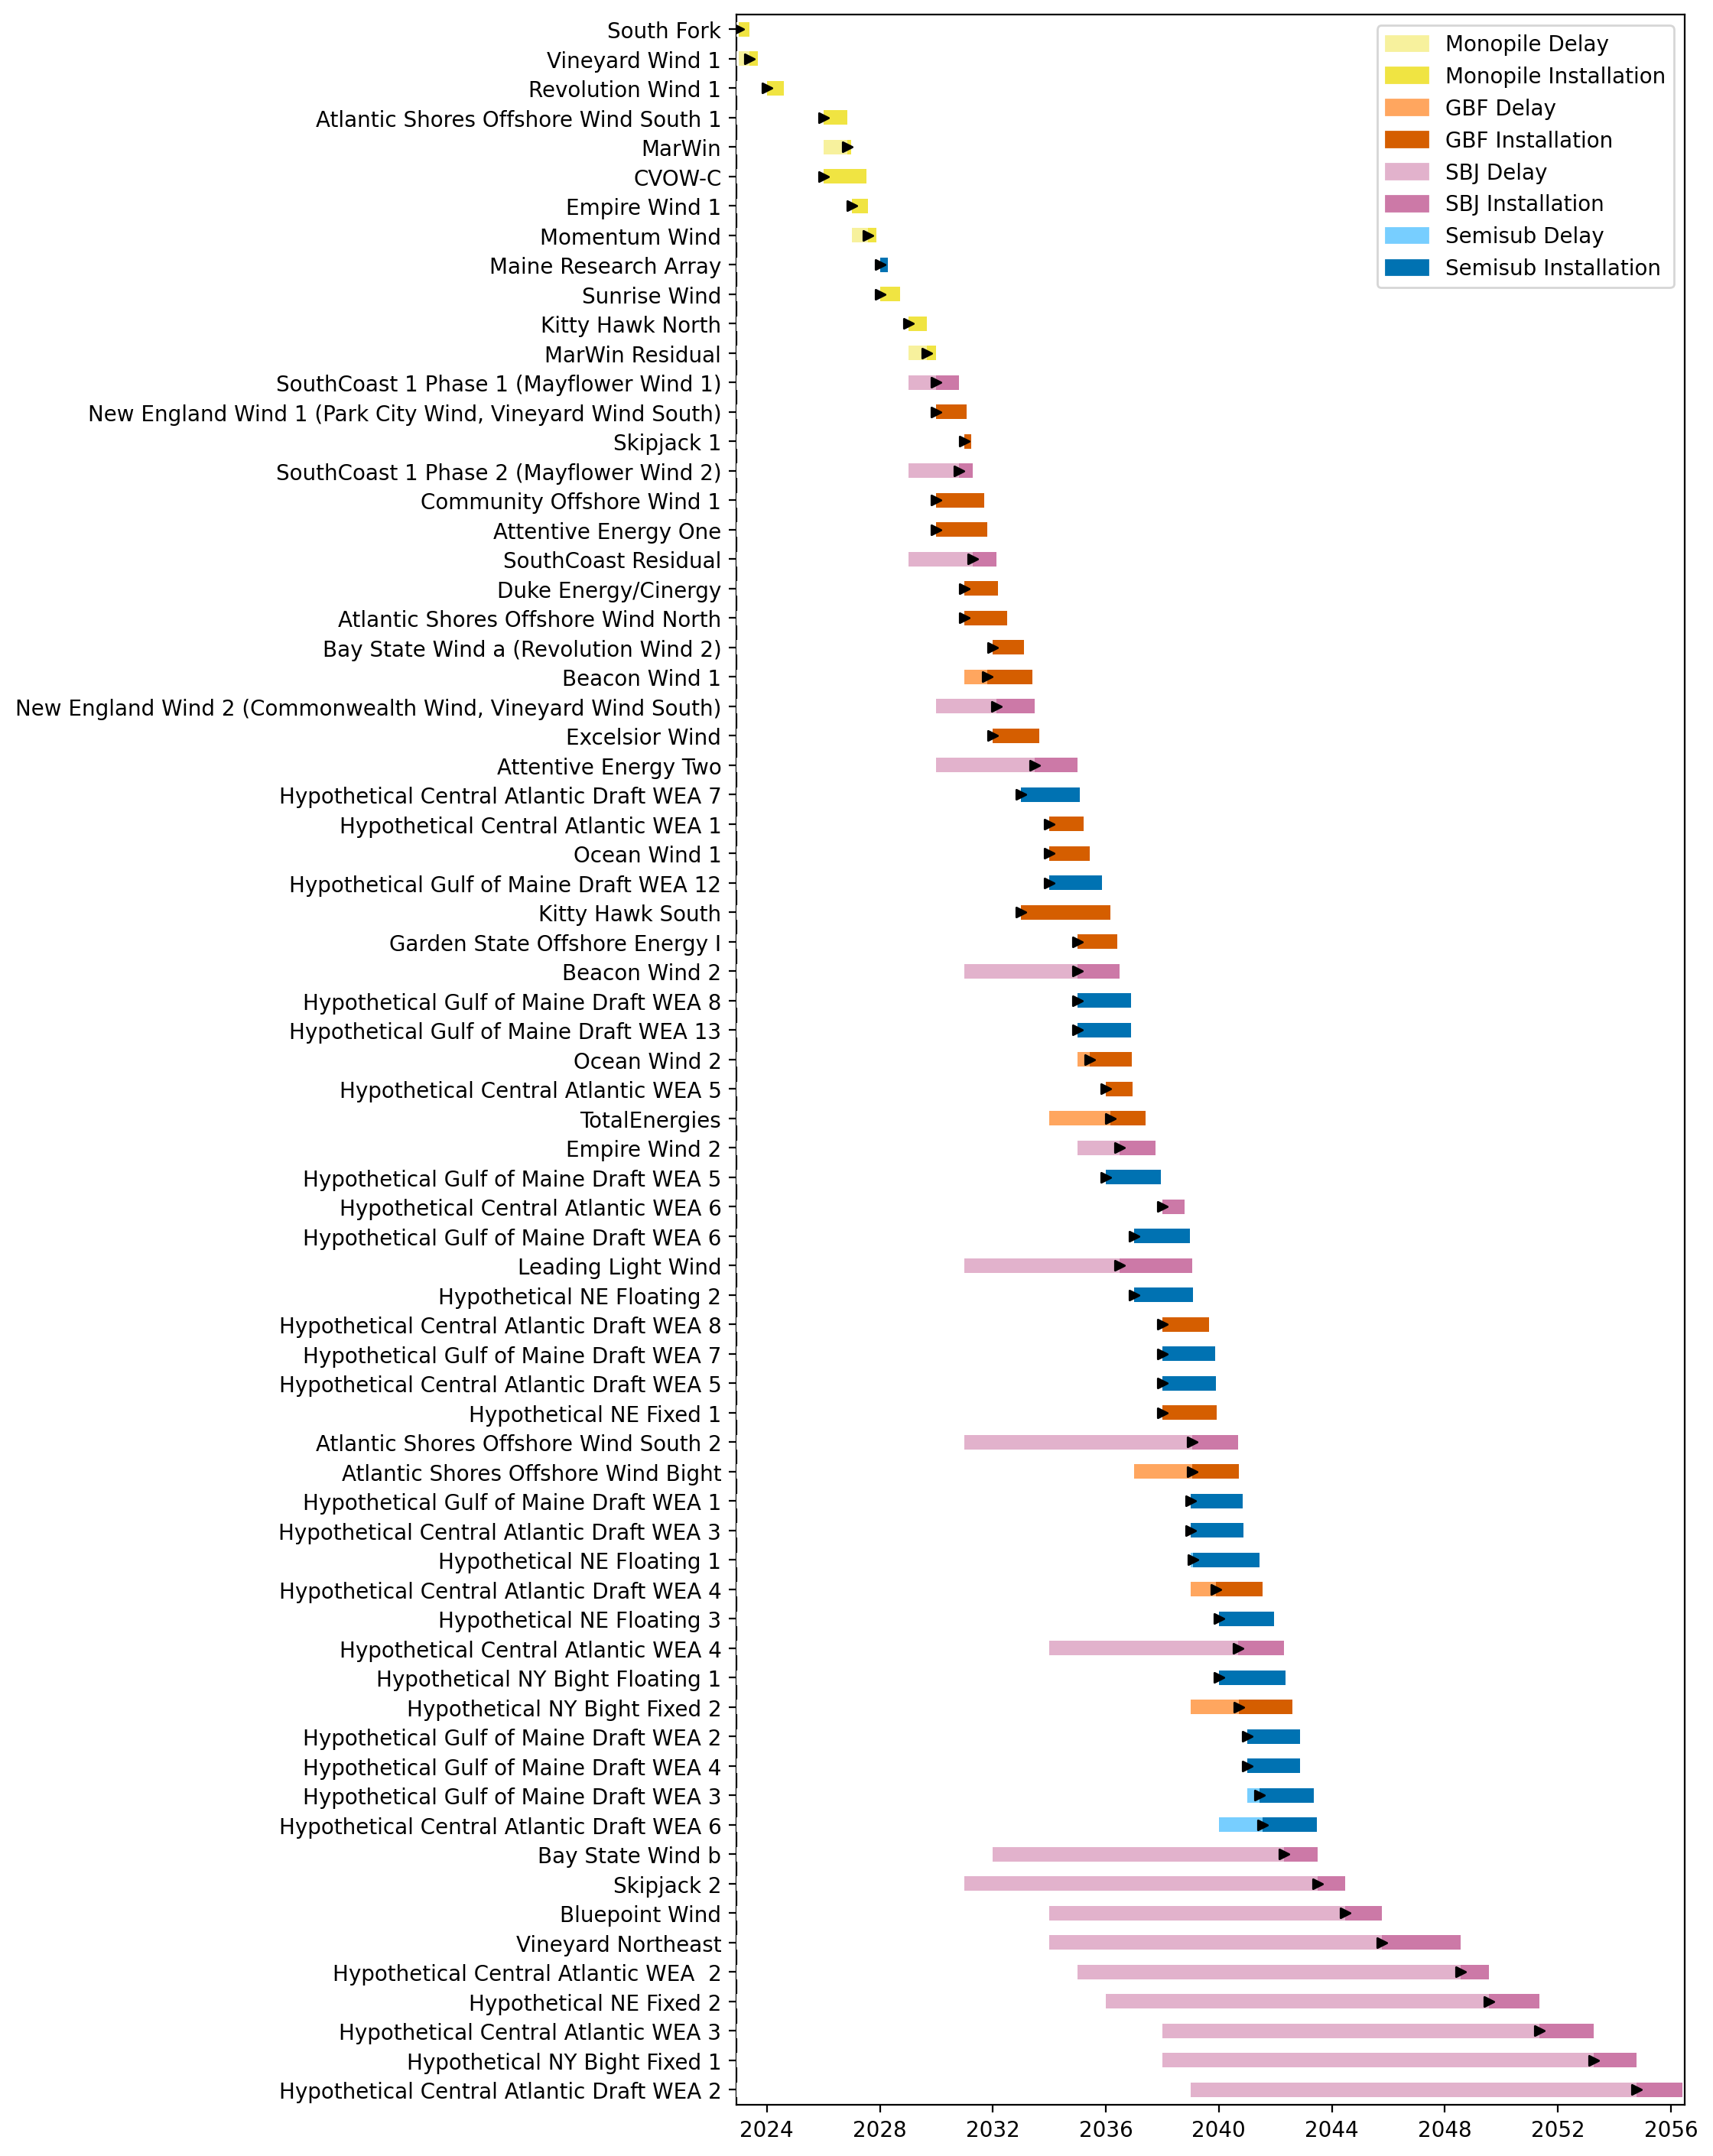 South Fork
Vineyard Wind 1
Revolution Wind 1
Atlantic Shores Offshore Wind South 1
MarWin
CVOW-C
Empire Wind 1
Momentum Wind
Maine Research Array
Sunrise Wind
Kitty Hawk North
MarWin Residual
SouthCoast 1 Phase 1 (Mayflower Wind 1)
New England Wind 1 (Park City Wind, Vineyard Wind South)
Skipjack 1
SouthCoast 1 Phase 2 (Mayflower Wind 2)
Community Offshore Wind 1
Attentive Energy One
SouthCoast Residual
Duke Energy/Cinergy
Atlantic Shores Offshore Wind North
Bay State Wind a (Revolution Wind 2)
Beacon Wind 1
New England Wind 2 (Commonwealth Wind, Vineyard Wind South)
Excelsior Wind
Attentive Energy Two
Hypothetical Central Atlantic Draft WEA 7
Hypothetical Central Atlantic WEA 1
Ocean Wind 1
Hypothetical Gulf of Maine Draft WEA 12
Kitty Hawk South
Garden State Offshore Energy I
Beacon Wind 2
Hypothetical Gulf of Maine Draft WEA 8
Hypothetical Gulf of Maine Draft WEA 13
Ocean Wind 2
Hypothetical Central Atlantic WEA 5
TotalEnergies
Empire Wind 2
Hypothetical Gulf of Maine Draft WEA 5
Hypothetical Central Atlantic WEA 6
Hypothetical Gulf of Maine Draft WEA 6
Leading Light Wind
Hypothetical NE Floating 2
Hypothetical Central Atlantic Draft WEA 8
Hypothetical Gulf of Maine Draft WEA 7
Hypothetical Central Atlantic Draft WEA 5
Hypothetical NE Fixed 1
Atlantic Shores Offshore Wind South 2
Atlantic Shores Offshore Wind Bight
Hypothetical Gulf of Maine Draft WEA 1
Hypothetical Central Atlantic Draft WEA 3
Hypothetical NE Floating 1
Hypothetical Central Atlantic Draft WEA 4
Hypothetical NE Floating 3
Hypothetical Central Atlantic WEA 4
Hypothetical NY Bight Floating 1
Hypothetical NY Bight Fixed 2
Hypothetical Gulf of Maine Draft WEA 2
Hypothetical Gulf of Maine Draft WEA 4
Hypothetical Gulf of Maine Draft WEA 3
Hypothetical Central Atlantic Draft WEA 6
Bay State Wind b
Skipjack 2
Bluepoint Wind
Vineyard Northeast
Hypothetical Central Atlantic WEA  2
Hypothetical NE Fixed 2
Hypothetical Central Atlantic WEA 3
Hypothetical NY Bight Fixed 1
Hypothetical Central Atlantic Draft WEA 2
Monopile Delay
Monopile Installation
GBF Delay
GBF Installation
SBJ Delay
SBJ Installation
Semisub Delay
Semisub Installation
2024 2028 2032 2036 2040 2044 2048 2052 2056